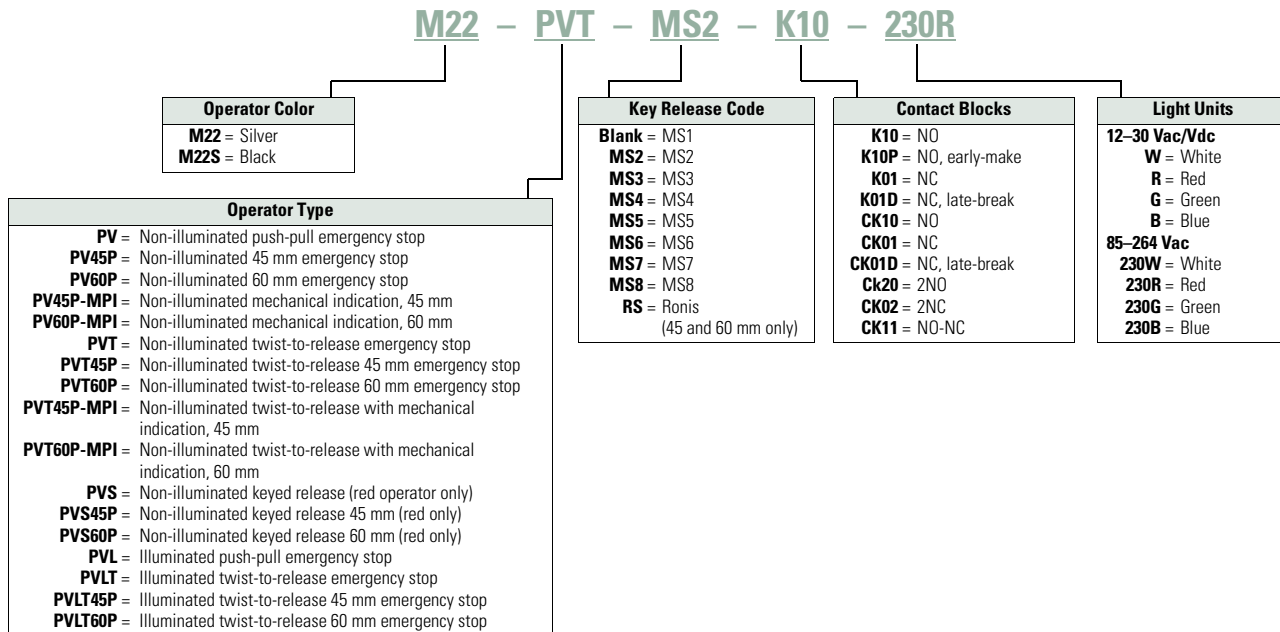 M22 – PVT – MS2 – K10 – 230R
Operator Color
M22 = Silver
M22S = Black
Operator Type
PV = Non-illuminated push-pull emergency stop
PV45P = Non-illuminated 45 mm emergency stop
PV60P = Non-illuminated 60 mm emergency stop
PV45P-MPI = Non-illuminated mechanical indication, 45 mm
PV60P-MPI = Non-illuminated mechanical indication, 60 mm
PVT = Non-illuminated twist-to-release emergency stop
PVT45P = Non-illuminated twist-to-release 45 mm emergency stop
PVT60P = Non-illuminated twist-to-release 60 mm emergency stop
PVT45P-MPI = Non-illuminated twist-to-release with mechanical
indication, 45 mm
PVT60P-MPI = Non-illuminated twist-to-release with mechanical
indication, 60 mm
PVS = Non-illuminated keyed release (red operator only)
PVS45P = Non-illuminated keyed release 45 mm (red only)
PVS60P = Non-illuminated keyed release 60 mm (red only)
PVL = Illuminated push-pull emergency stop
PVLT = Illuminated twist-to-release emergency stop
PVLT45P = Illuminated twist-to-release 45 mm emergency stop
PVLT60P = Illuminated twist-to-release 60 mm emergency stop
Key Release Code
Blank = MS1
MS2 = MS2
MS3 = MS3
MS4 = MS4
MS5 = MS5
MS6 = MS6
MS7 = MS7
MS8 = MS8
RS = Ronis
(45 and 60 mm only)
Contact Blocks
K10 = NO
K10P = NO, early-make
K01 = NC
K01D = NC, late-break
CK10 = NO
CK01 = NC
CK01D = NC, late-break
Ck20 = 2NO
CK02 = 2NC
CK11 = NO-NC
Light Units
12–30 Vac/Vdc
W = White
R = Red
G = Green
B = Blue
85–264 Vac
230W = White
230R = Red
230G = Green
230B = Blue